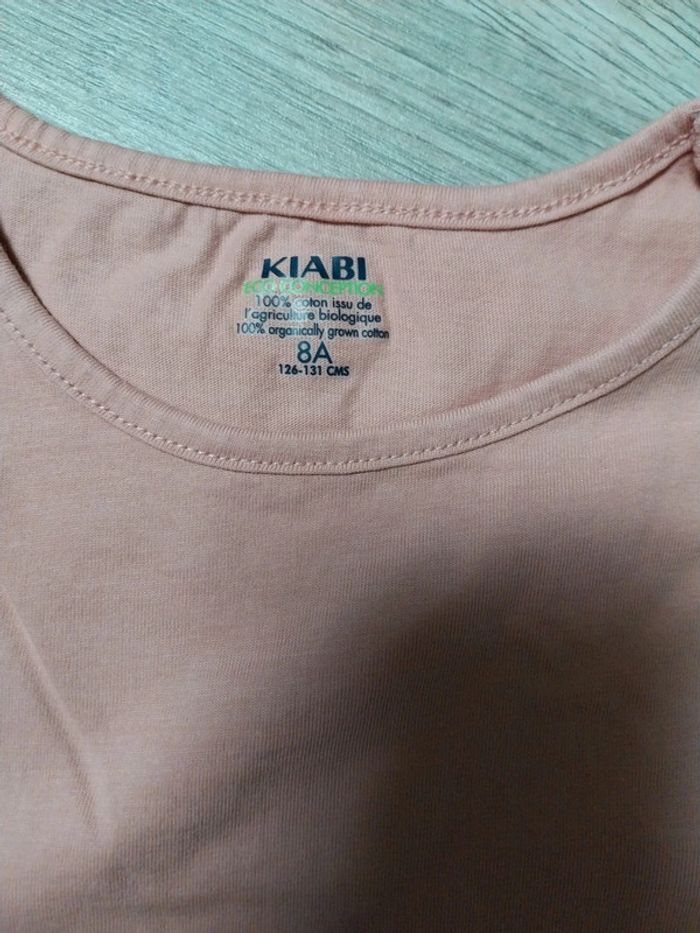 KIABI
ECO CONCEPTION
100% coton issu de
l'agriculture biologique
100% organically grown cotton
8A
126-131 CMS